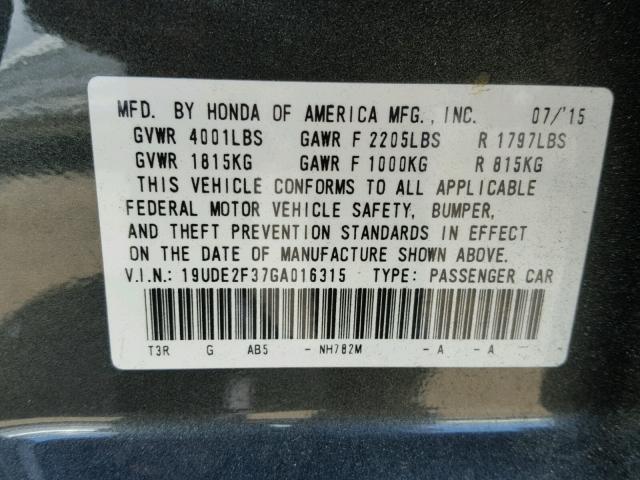 MFD. BY HONDA OF AMERICA MFG., INC. 07/'15
GVWR 4001LBS GAWR F 2205LBS R 1797LBS
GVWR 1815KG GAWR F 1000KG R 815KG
THIS VEHICLE CONFORMS TO ALL APPLICABLE
FEDERAL MOTOR VEHICLE SAFETY, BUMPER,
AND THEFT PREVENTION STANDARDS IN EFFECT
ON THE DATE OF MANUFACTURE SHOWN ABOVE.
V.I.N.: 19UDE2F37GA016315 TYPE: PASSENGER CAR
T3R G AB5 - NH782M - A - A